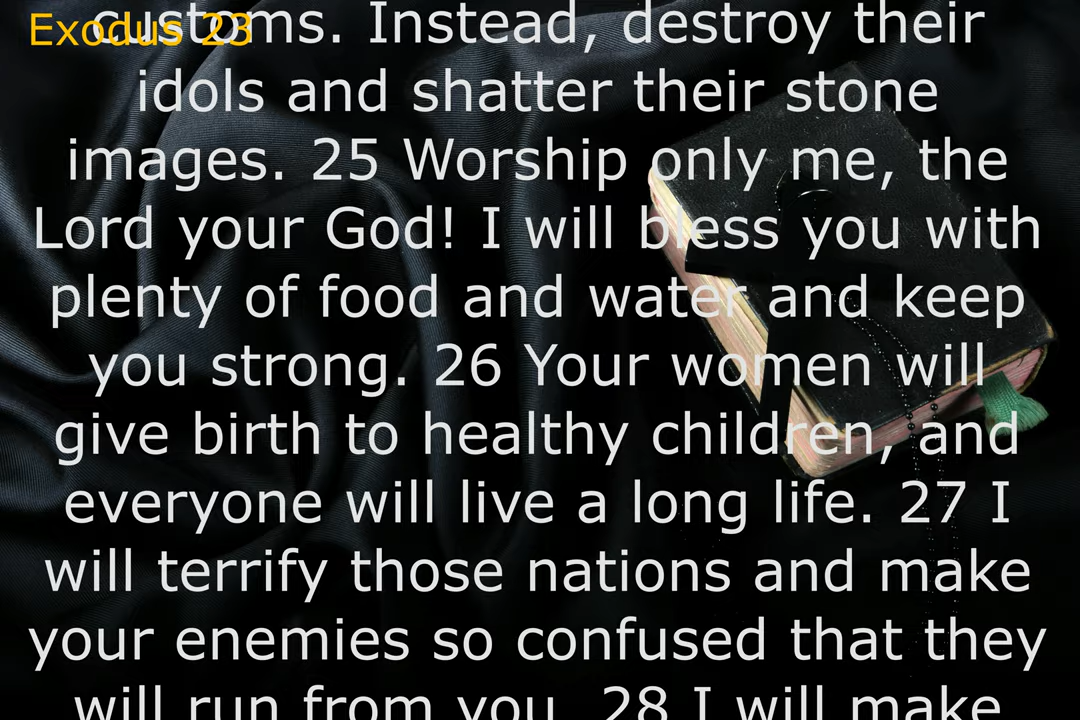 Exodus 23
customs. Instead, destroy their
idols and shatter their stone
images. 25 Worship only me, the
Lord your God! I will bless you with
plenty of food and water and keep
you strong. 26 Your women will
give birth to healthy children, and
everyone will live a long life. 27 I
will terrify those nations and make
your enemies so confused that they
will run from you. 28 I will make